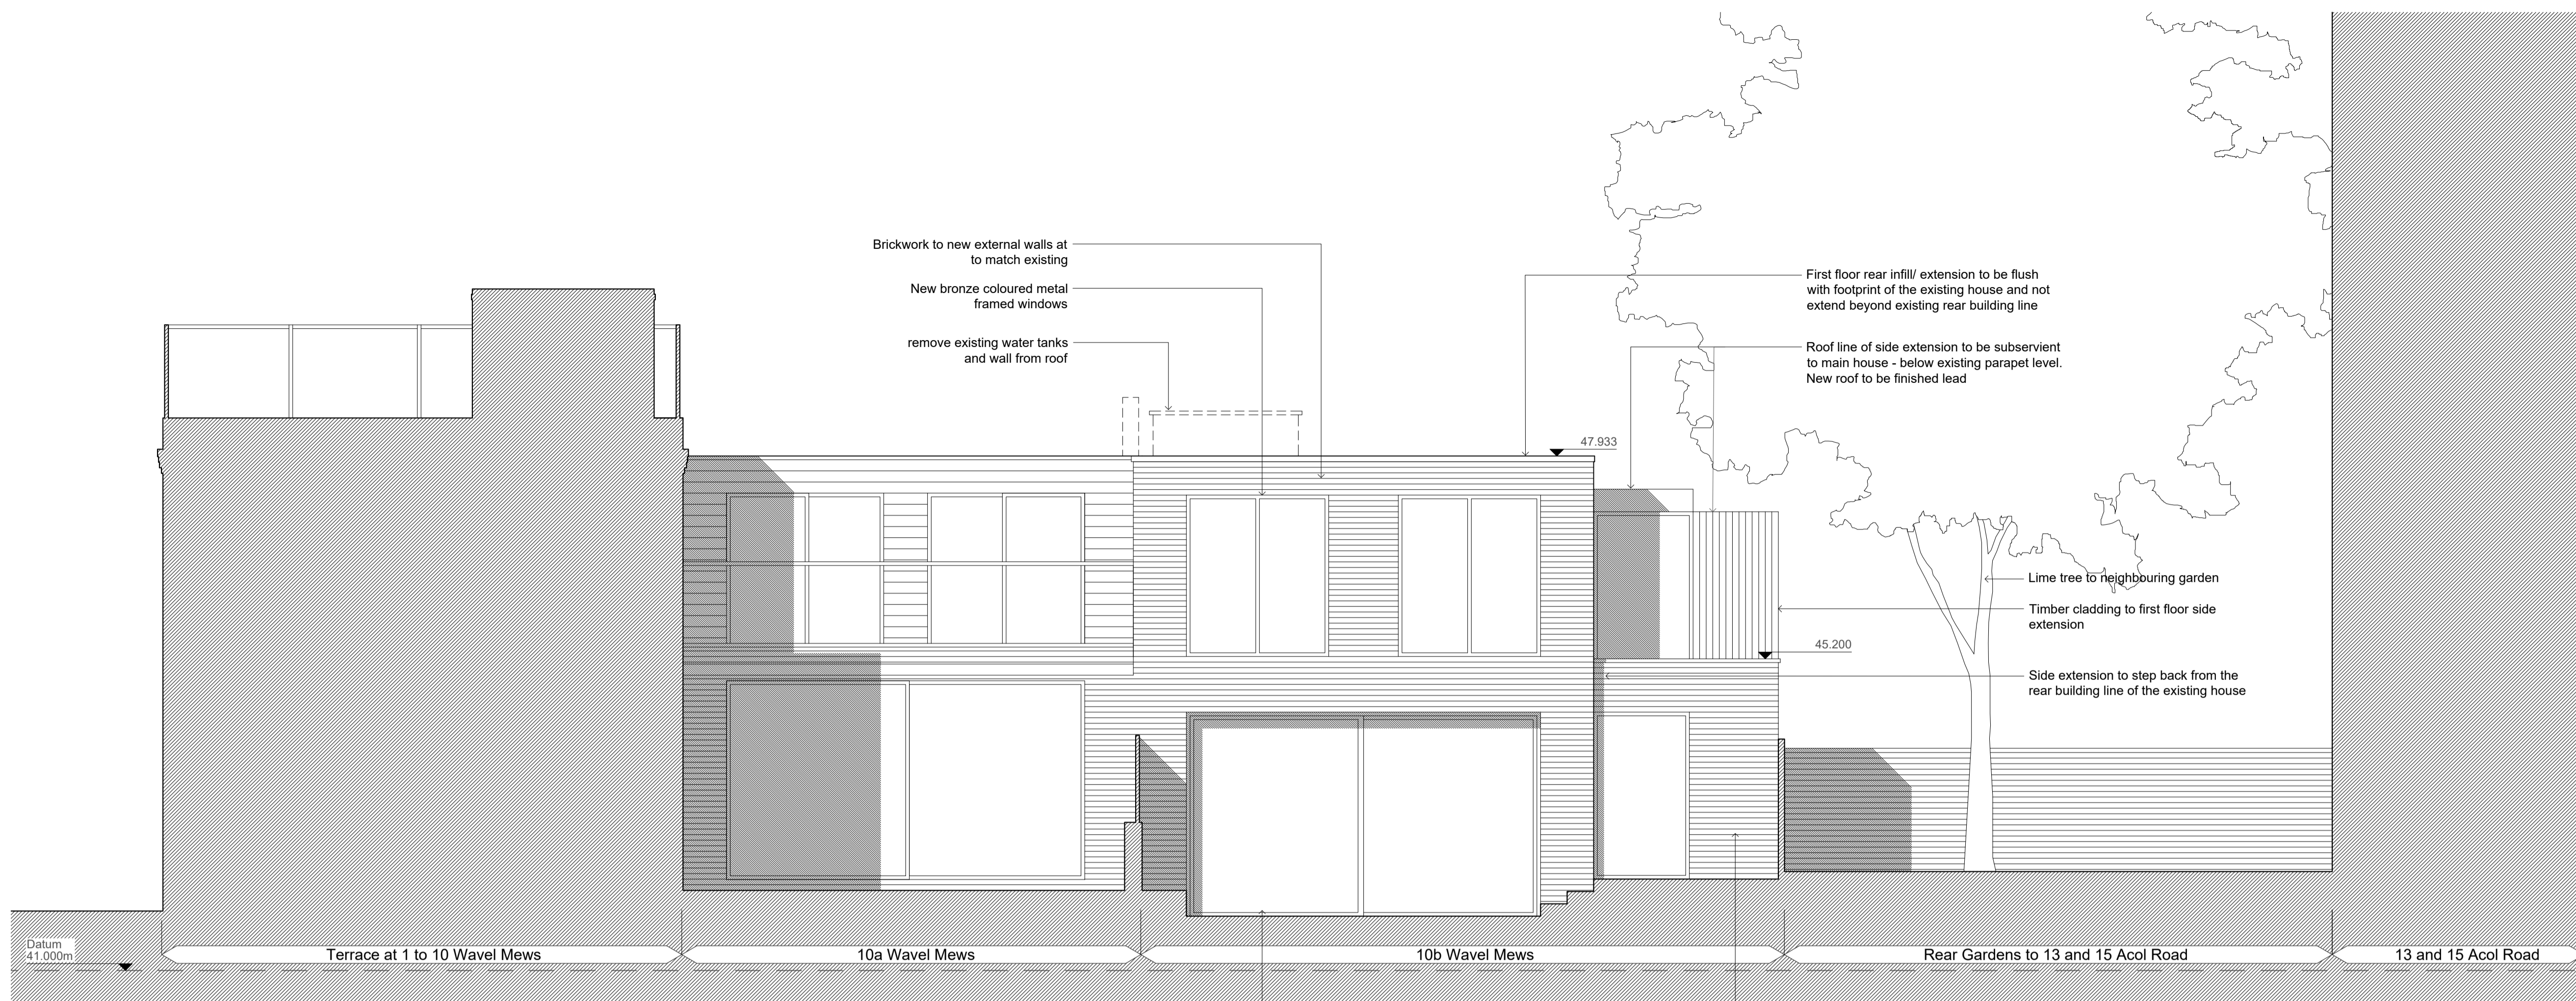 Brickwork to new external walls at
to match existing
New bronze coloured metal
framed windows
remove existing water tanks
and wall from roof
First floor rear infill/ extension to be flush
with footprint of the existing house and not
extend beyond existing rear building line
Roof line of side extension to be subservient
to main house - below existing parapet level.
New roof to be finished lead
47.933
Lime tree to neighbouring garden
Timber cladding to first floor side
extension
45.200
Side extension to step back from the
rear building line of the existing house
Datum
41.000m
Terrace at 1 to 10 Wavel Mews
10a Wavel Mews
10b Wavel Mews
Rear Gardens to 13 and 15 Acol Road
13 and 15 Acol Road